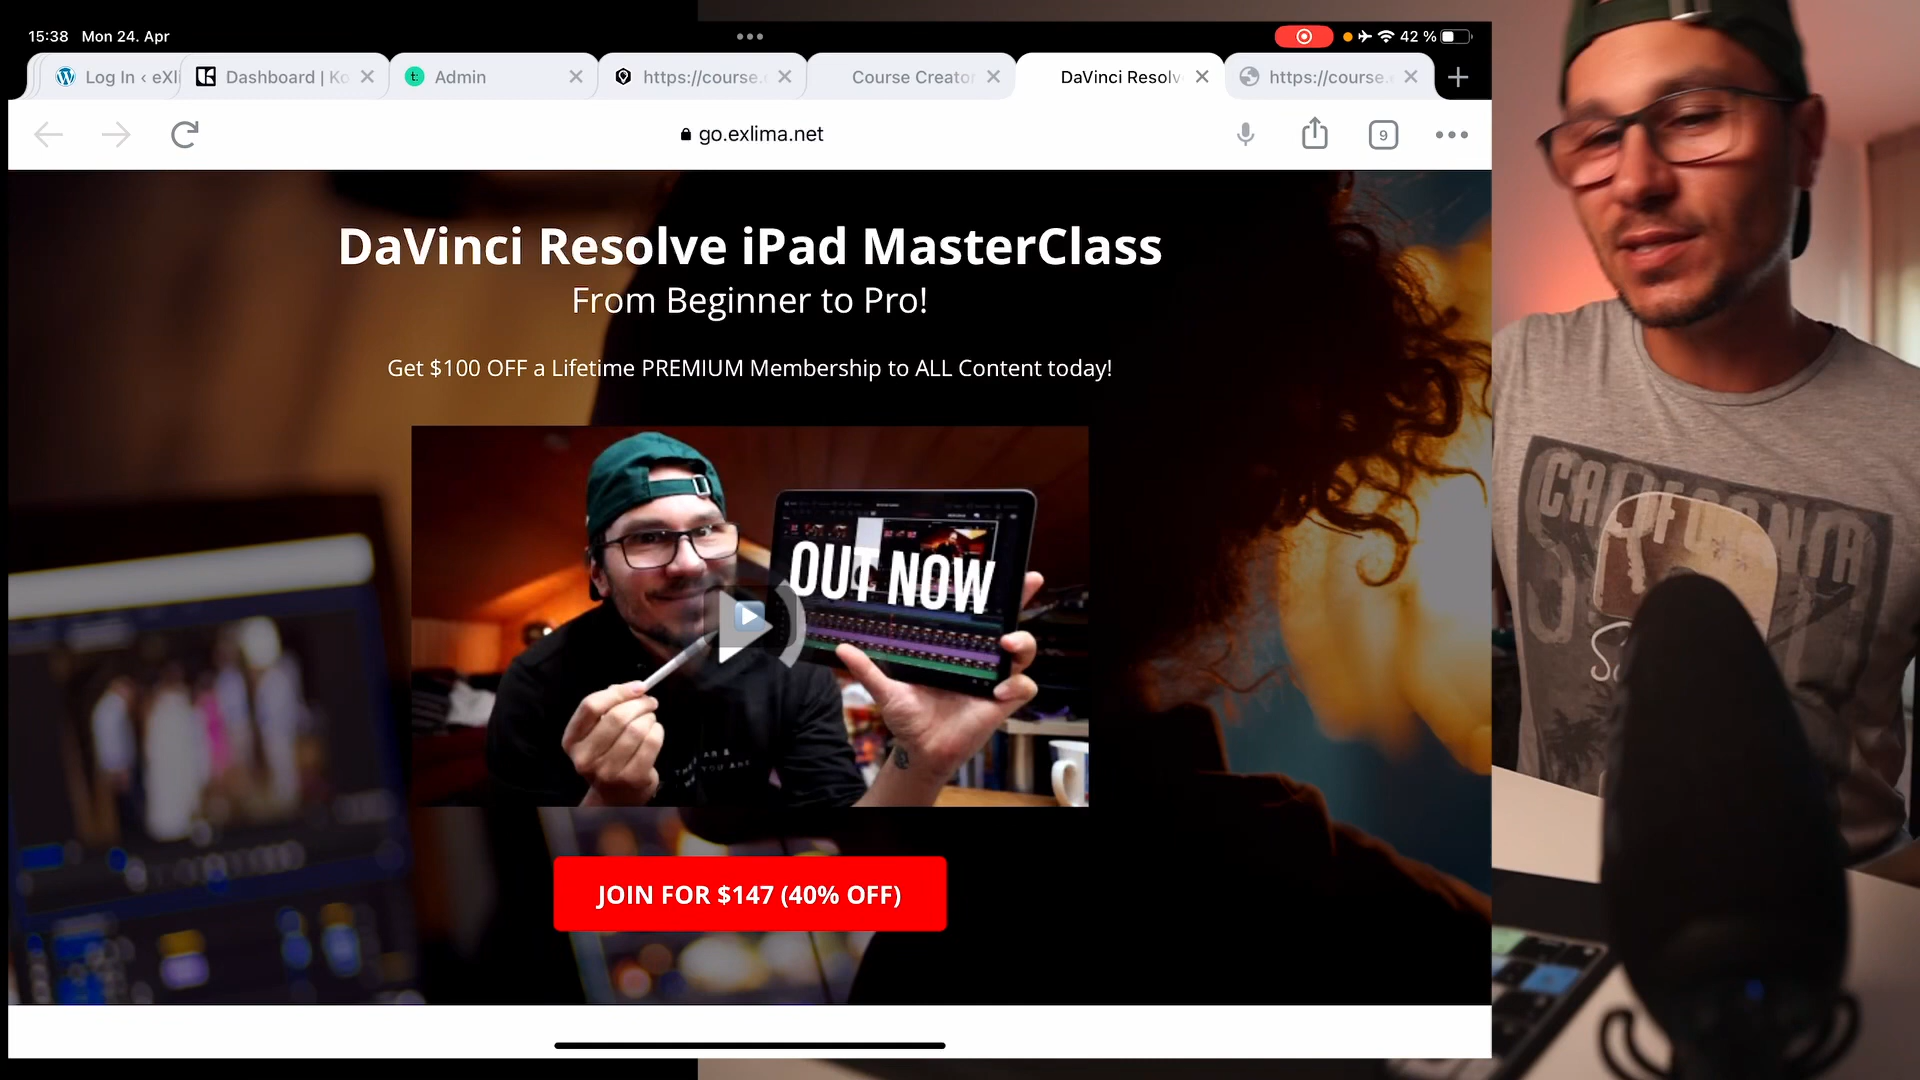 15:38 Mon 24. Apr
42 %
Log In ‹ eXli
Dashboard | Ko
Admin
https://course.
Course Creator
DaVinci Resolv
https://course.
go.exlima.net
9
DaVinci Resolve iPad MasterClass
From Beginner to Pro!
Get $100 OFF a Lifetime PREMIUM Membership to ALL Content today!
OUT NOW
JOIN FOR $147 (40% OFF)
CALIFORNIA